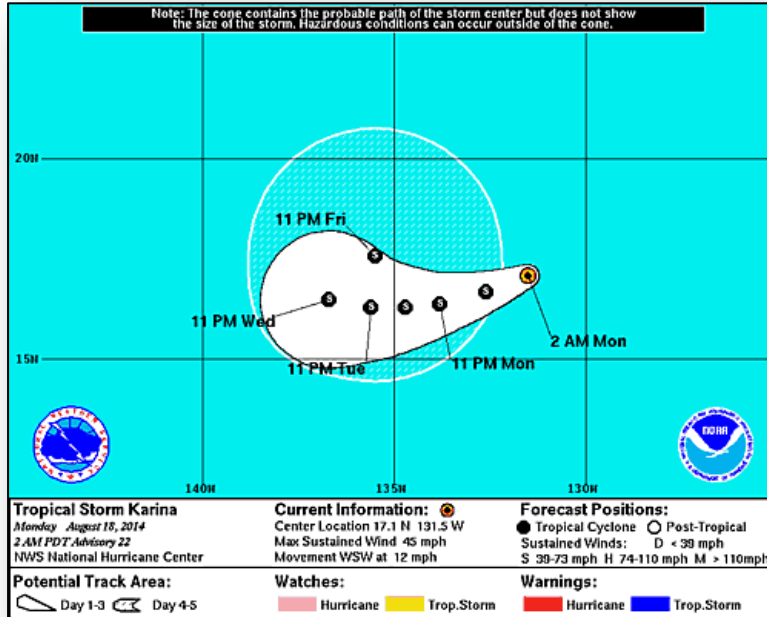 Note: The cone contains the probable path of the storm center but does not show
the size of the storm. Hazardous conditions can occur outside of the cone.
20N
11 PM Fri
S
S
S
S
S
S
11 PM Wed
2 AM Mon
11 PM Tue
11 PM Mon
15N
NOAA
140W 135W 130W
Tropical Storm Karina
Monday August 18, 2014
2 AM PDT Advisory 22
NWS National Hurricane Center
Current Information:
Center Location 17.1 N 131.5 W
Max Sustained Wind 45 mph
Movement WSW at 12 mph
Forecast Positions:
Tropical Cyclone Post-Tropical
Sustained Winds: D < 39 mph
S 39-73 mph H 74-110 mph M > 110mph
Potential Track Area:
Day 1-3 Day 4-5
Watches:
Hurricane Trop.Storm
Warnings:
Hurricane Trop.Storm